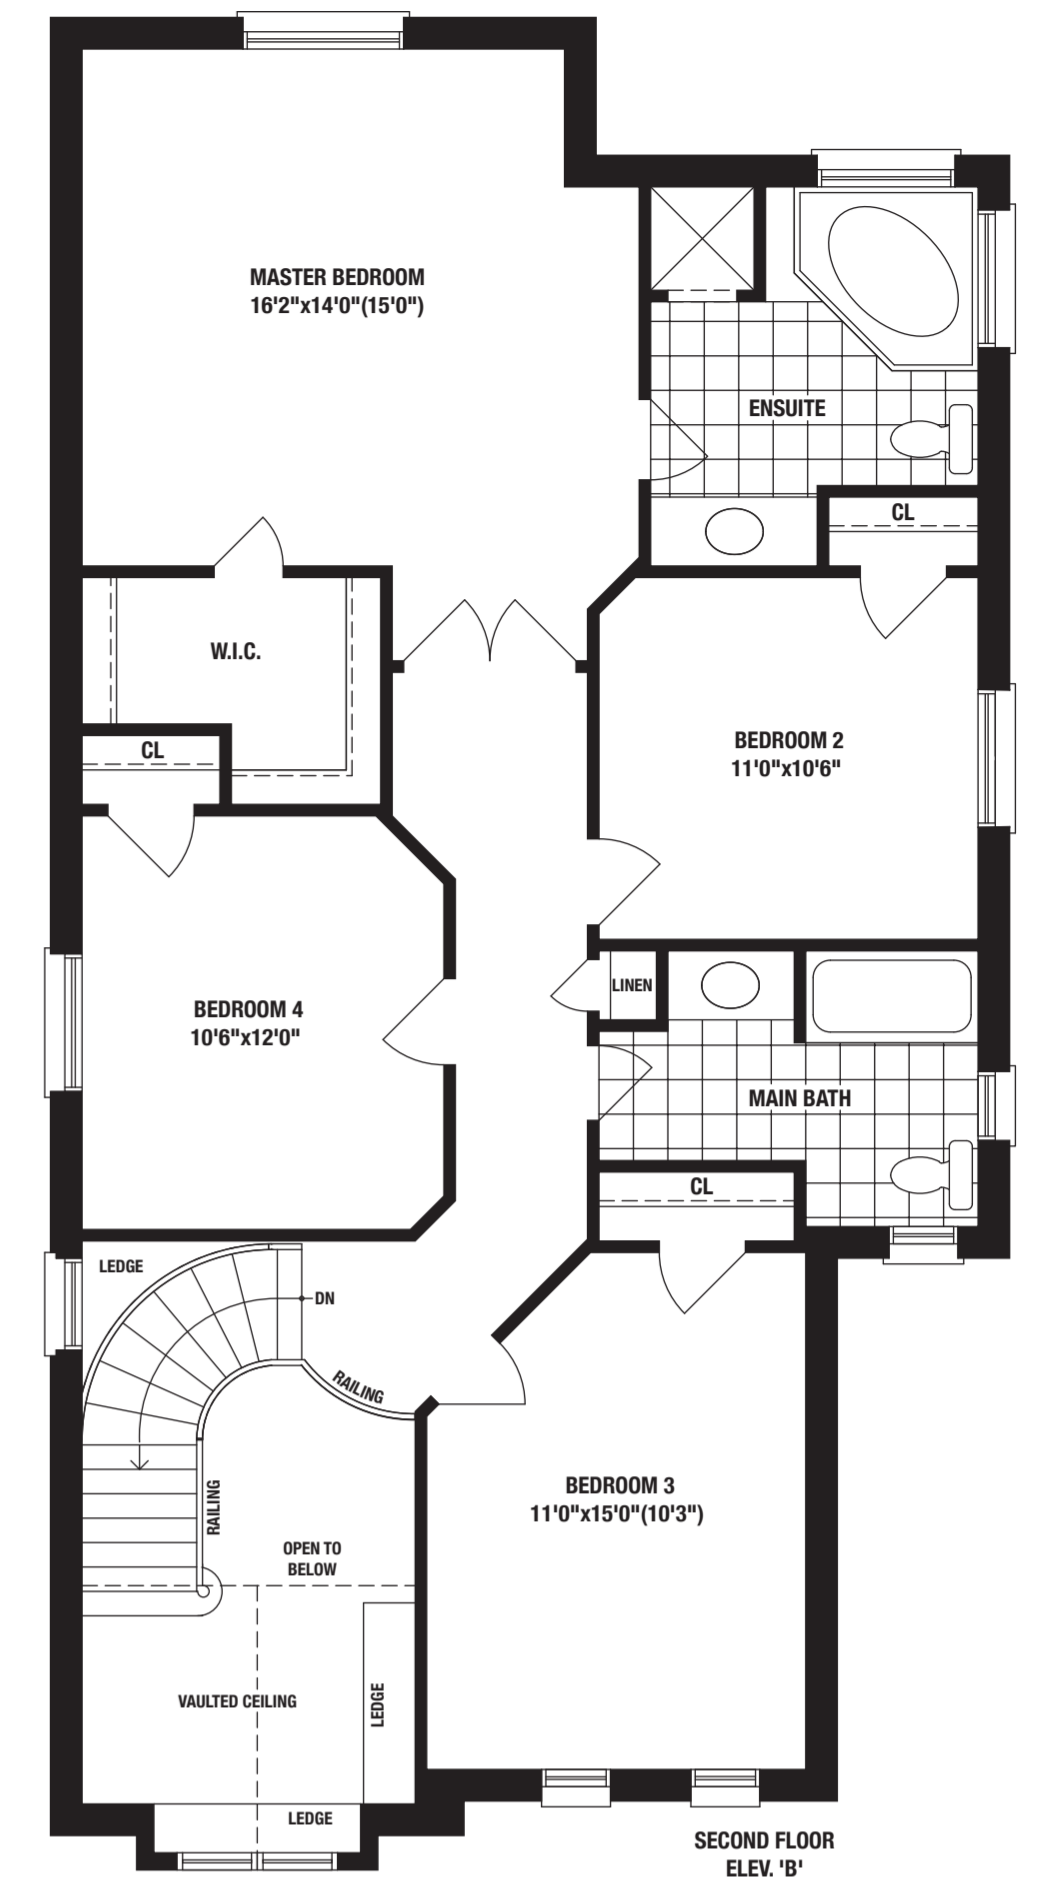 MASTER BEDROOM
16'2"x14'0"(15'0")
ENSUITE
CL
W.I.C.
CL
BEDROOM 2
11'0"x10'6"
LINEN
BEDROOM 4
10'6"x12'0"
MAIN BATH
CL
LEDGE
DN
RAILING
RAILING
BEDROOM 3
11'0"x15'0"(10'3")
OPEN TO
BELOW
VAULTED CEILING
LEDGE
LEDGE
SECOND FLOOR
ELEV. 'B'